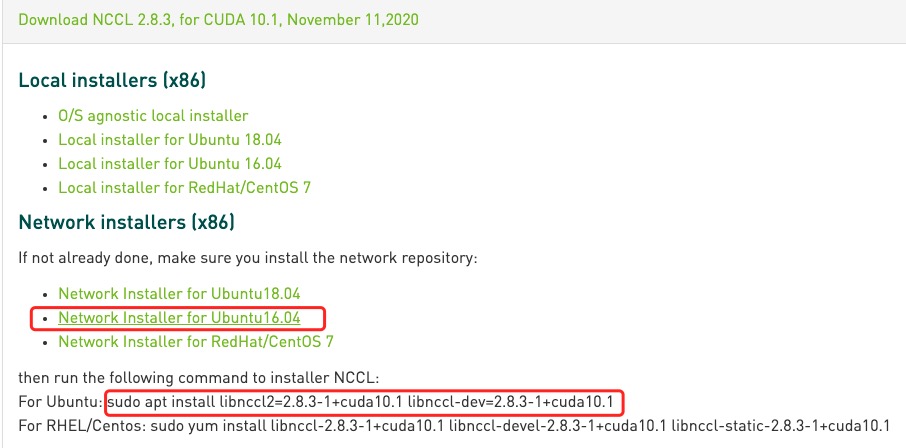 Download NCCL 2.8.3, for CUDA 10.1, November 11,2020
Local installers (x86)
O/S agnostic local installer
Local installer for Ubuntu 18.04
Local installer for Ubuntu 16.04
Local installer for RedHat/CentOS 7
Network installers (x86)
If not already done, make sure you install the network repository:
Network Installer for Ubuntu18.04
Network Installer for Ubuntu16.04
Network Installer for RedHat/CentOS 7
then run the following command to installer NCCL:
For Ubuntu: sudo apt install libnccl2=2.8.3-1+cuda10.1 libnccl-dev=2.8.3-1+cuda10.1
For RHEL/Centos: sudo yum install libnccl-2.8.3-1+cuda10.1 libnccl-devel-2.8.3-1+cuda10.1 libnccl-static-2.8.3-1+cuda10.1